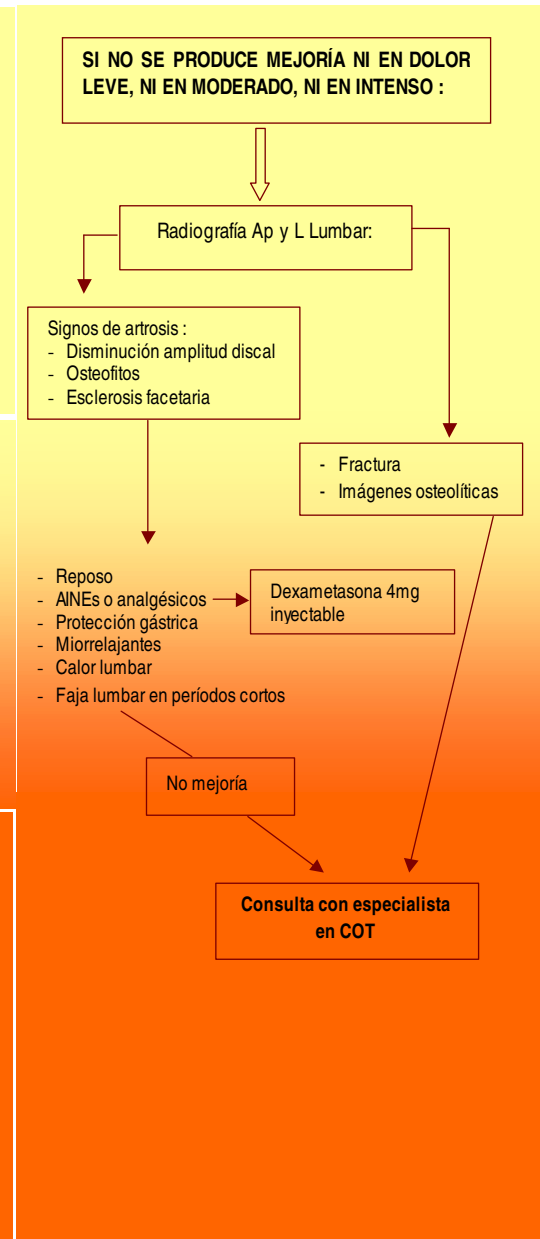 SI NO SE PRODUCE MEJORÍA NI EN DOLOR
LEVE, NI EN MODERADO, NI EN INTENSO :
Radiografía Ap y L Lumbar:
Signos de artrosis :
- Disminución amplitud discal
- Osteofitos
- Esclerosis facetaria
- Fractura
- Imágenes osteolíticas
- Reposo
- AINEs o analgésicos
- Protección gástrica
- Miorrelajantes
- Calor lumbar
- Faja lumbar en períodos cortos
Dexametasona 4mg
inyectable
No mejoría
Consulta con especialista
en COT